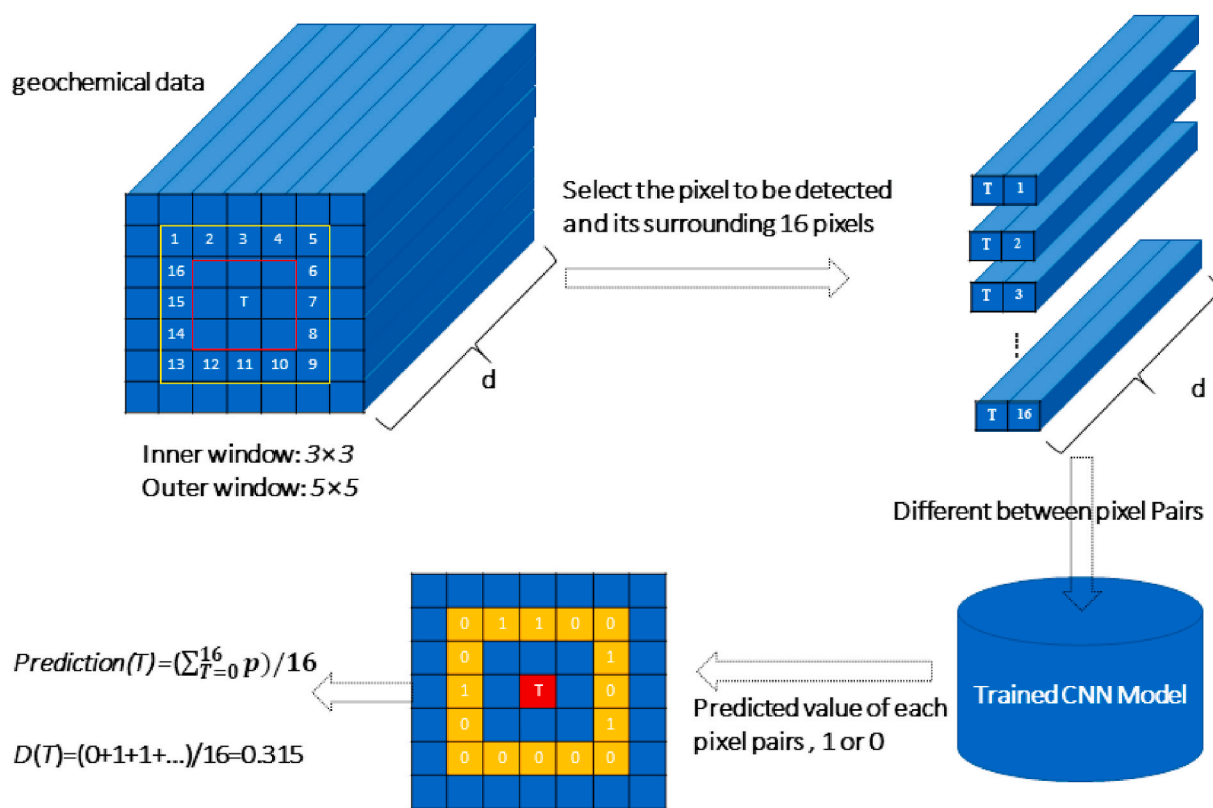 geochemical data
1 2 3 4 5
16 6
15 T 7
14 8
13 12 11 10 9
d
Inner window: 3×3
Outer window: 5×5
Select the pixel to be detected
and its surrounding 16 pixels
T 1
T 2
T 3
T 16
d
Different between pixel Pairs
Trained CNN Model
Predicted value of each
pixel pairs , 1 or 0
0 1 1 0 0
0 1
1 T 0
0 1
0 0 0 0 0
Prediction(T)=(∑_{T=0}^{16} p)/16
D(T)=(0+1+1+...)/16=0.315